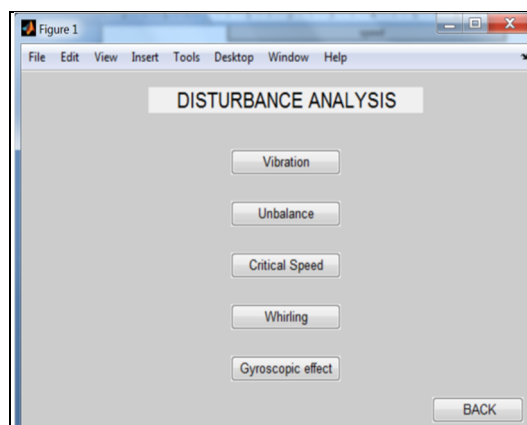 Figure 1
speed
File Edit View Insert Tools Desktop Window Help
DISTURBANCE ANALYSIS
Vibration
Unbalance
Critical Speed
Whirling
Gyroscopic effect
BACK